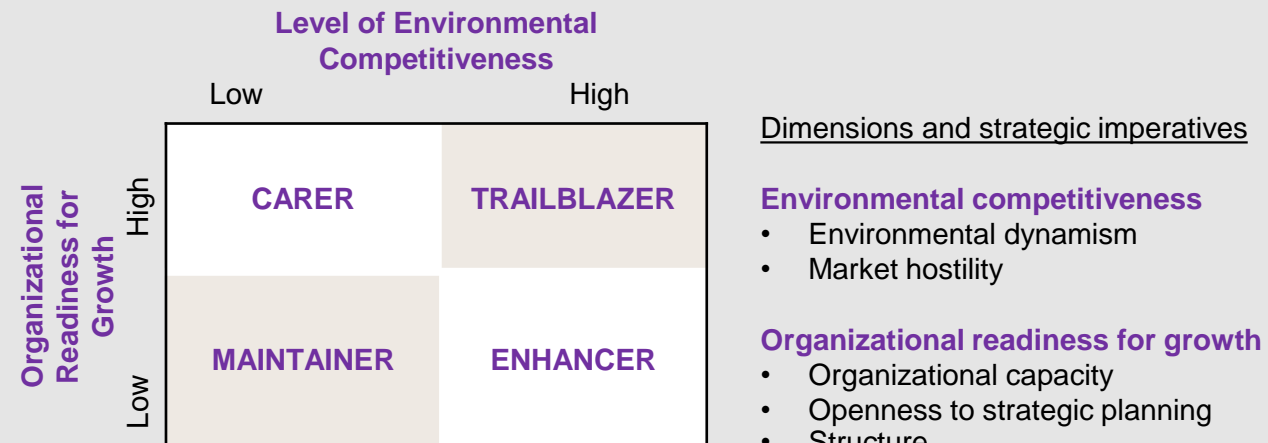 Level of Environmental
Competitiveness
Low High
Dimensions and strategic imperatives
Organizational
Readiness for
Growth
High
CARER TRAILBLAZER
Environmental competitiveness
• Environmental dynamism
• Market hostility
Low
MAINTAINER ENHANCER
Organizational readiness for growth
• Organizational capacity
• Openness to strategic planning
• Structure